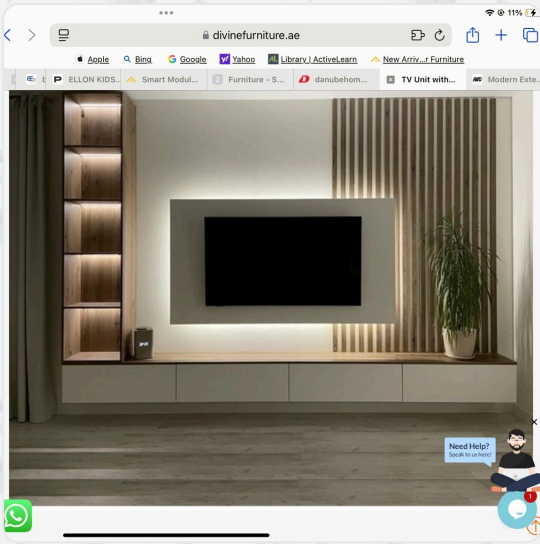 11%
divinefurniture.ae
Apple
Bing
Google
Yahoo
Library | ActiveLearn
New Arriv...r Furniture
ELLON KIDS...
Smart Modul...
Furniture - S...
danubehom...
TV Unit with...
Modern Exte...
Need Help?
Speak to us here!
1